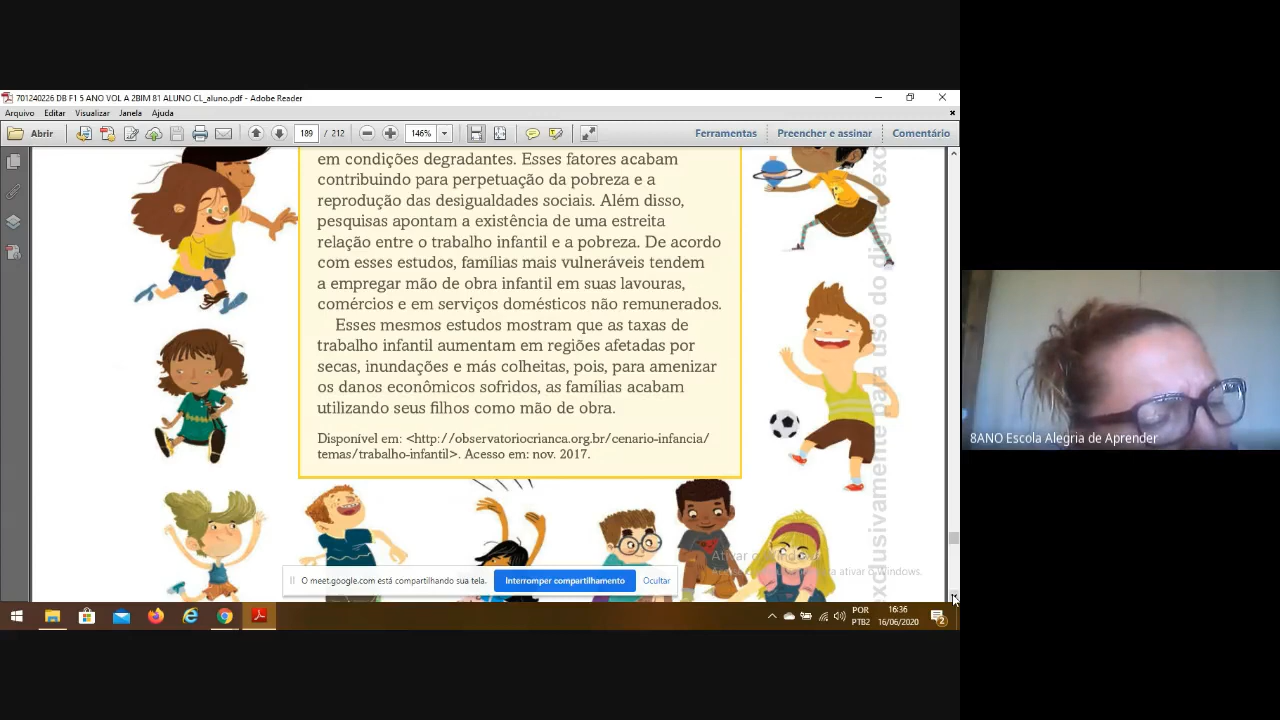 701240226 DB F1 5 ANO VOL A 2BIM 81 ALUNO CL_aluno.pdf - Adobe Reader
Arquivo Editar Visualizar Janela Ajuda
Abrir 189 / 212 146% Ferramentas Preencher e assinar Comentário
em condições degradantes. Esses fatores acabam
contribuindo para perpetuação da pobreza e a
reprodução das desigualdades sociais. Além disso,
pesquisas apontam a existência de uma estreita
relação entre o trabalho infantil e a pobreza. De acordo
com esses estudos, famílias mais vulneráveis tendem
a empregar mão de obra infantil em suas lavouras,
comércios e em serviços domésticos não remunerados.
Esses mesmos estudos mostram que as taxas de
trabalho infantil aumentam em regiões afetadas por
secas, inundações e más colheitas, pois, para amenizar
os danos econômicos sofridos, as famílias acabam
utilizando seus filhos como mão de obra.
Disponível em: <http://observatoriocrianca.org.br/cenario-infancia/
temas/trabalho-infantil>. Acesso em: nov. 2017.
exclusivamente para uso do digital
Ativar o
ativar o Windows.
O meet.google.com está compartilhando sua tela. Interromper compartilhamento Ocultar
POR
PTB2
16:36
16/06/2020
2
8ANO Escola Alegria de Aprender